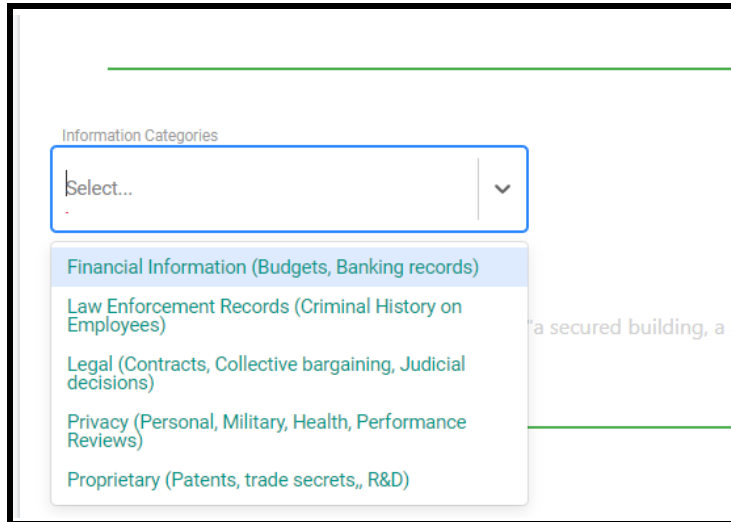 Information Categories
Select...
Financial Information (Budgets, Banking records)
Law Enforcement Records (Criminal History on
Employees)
"a secured building, a
Legal (Contracts, Collective bargaining, Judicial
decisions)
Privacy (Personal, Military, Health, Performance
Reviews)
Proprietary (Patents, trade secrets,, R&D)